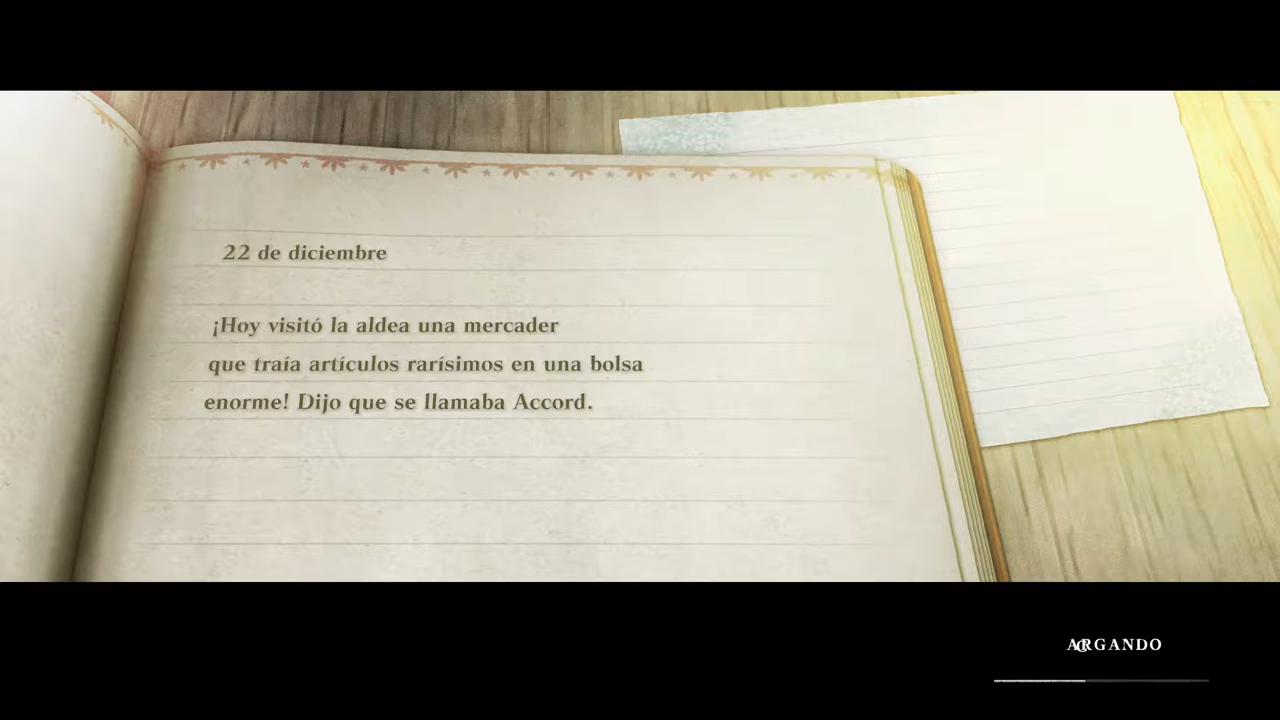 22 de diciembre
¡Hoy visitó la aldea una mercader
que traía artículos rarísimos en una bolsa
enorme! Dijo que se llamaba Accord.
CARGANDO